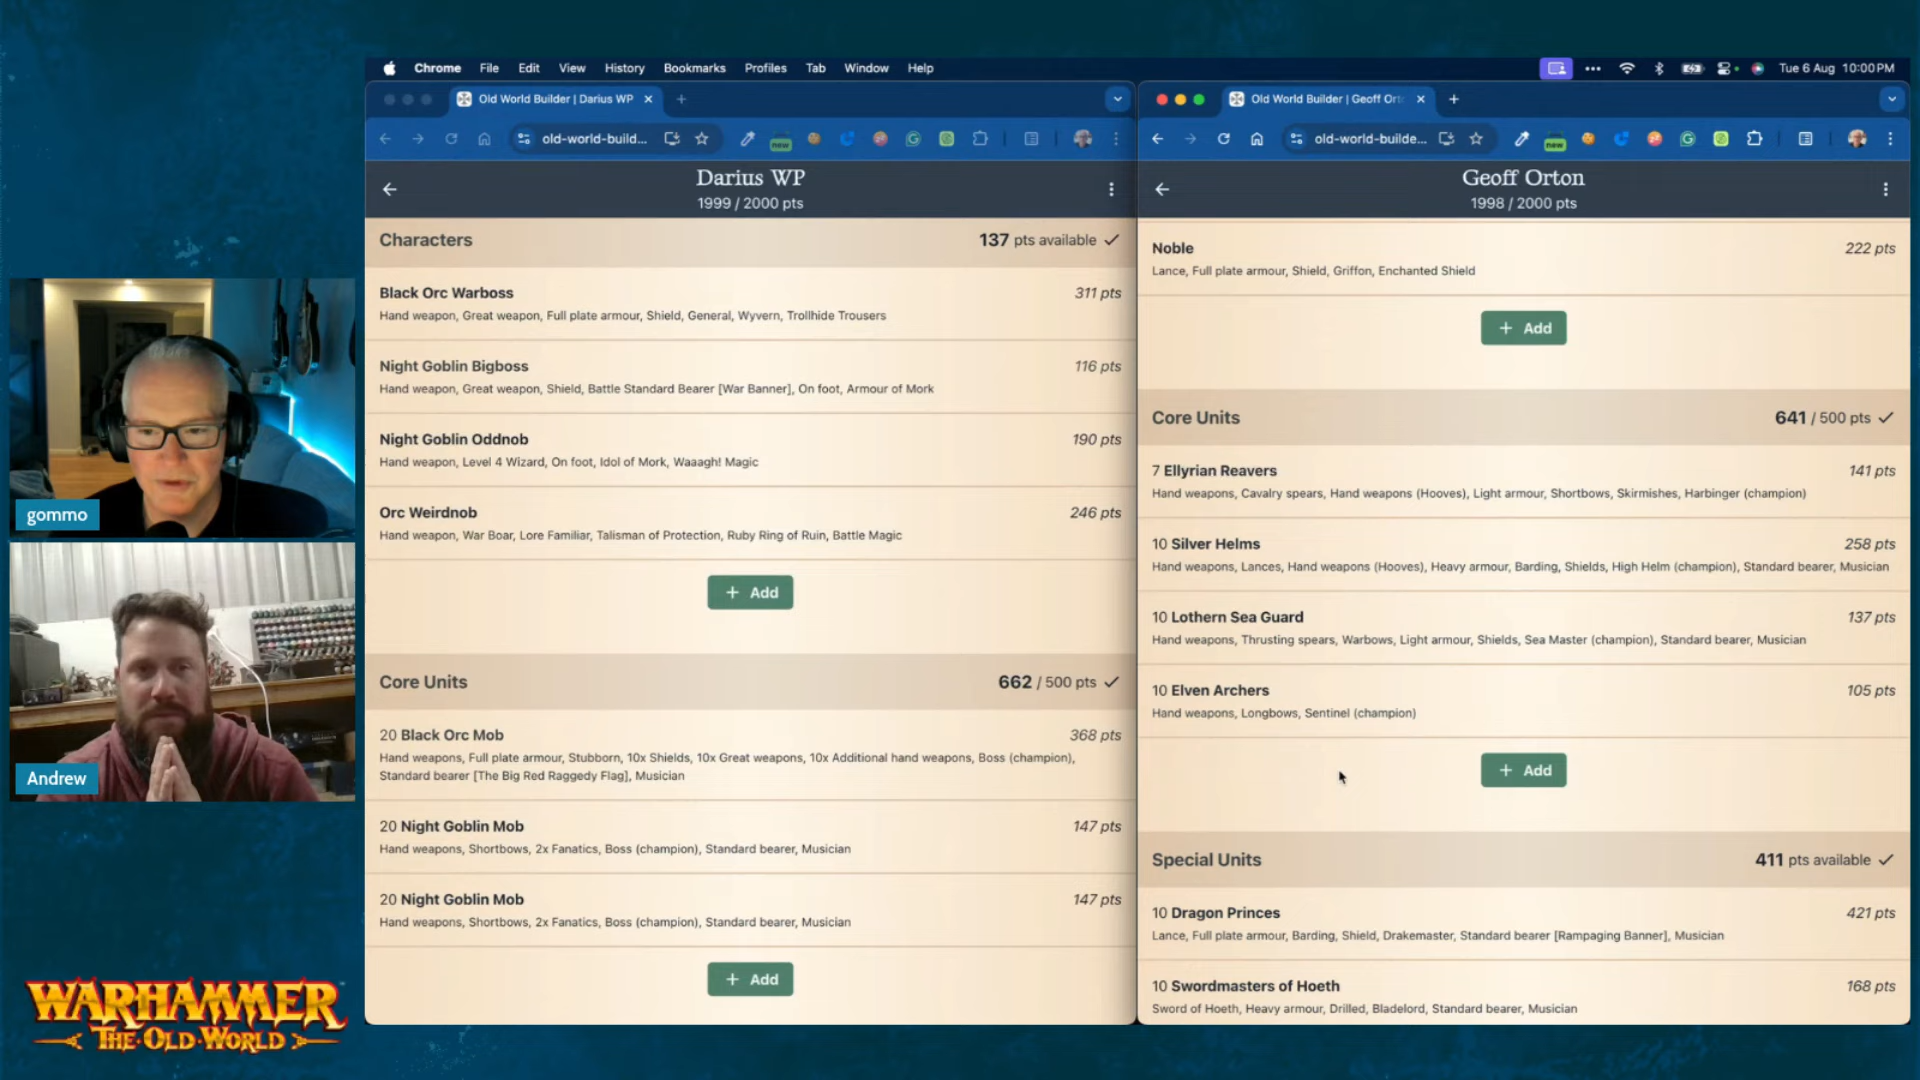 Chrome File Edit View History Bookmarks Profiles Tab Window Help
Tue 6 Aug 10:00 PM
Old World Builder | Darius WP
old-world-build...
new
Darius WP
1999 / 2000 pts
Characters
137 pts available
Black Orc Warboss
311 pts
Hand weapon, Great weapon, Full plate armour, Shield, General, Wyvern, Trollhide Trousers
Night Goblin Bigboss
116 pts
Hand weapon, Great weapon, Shield, Battle Standard Bearer [War Banner], On foot, Armour of Mork
Night Goblin Oddnob
190 pts
Hand weapon, Level 4 Wizard, On foot, Idol of Mork, Waaagh! Magic
Orc Weirdnob
246 pts
Hand weapon, War Boar, Lore Familiar, Talisman of Protection, Ruby Ring of Ruin, Battle Magic
+ Add
Core Units
662 / 500 pts
20 Black Orc Mob
368 pts
Hand weapons, Full plate armour, Stubborn, 10x Shields, 10x Great weapons, 10x Additional hand weapons, Boss (champion),
Standard bearer [The Big Red Raggedy Flag], Musician
20 Night Goblin Mob
147 pts
Hand weapons, Shortbows, 2x Fanatics, Boss (champion), Standard bearer, Musician
20 Night Goblin Mob
147 pts
Hand weapons, Shortbows, 2x Fanatics, Boss (champion), Standard bearer, Musician
+ Add
Old World Builder | Geoff Ort
old-world-builde...
new
Geoff Orton
1998 / 2000 pts
Noble
222 pts
Lance, Full plate armour, Shield, Griffon, Enchanted Shield
+ Add
Core Units
641 / 500 pts
7 Ellyrian Reavers
141 pts
Hand weapons, Cavalry spears, Hand weapons (Hooves), Light armour, Shortbows, Skirmishes, Harbinger (champion)
10 Silver Helms
258 pts
Hand weapons, Lances, Hand weapons (Hooves), Heavy armour, Barding, Shields, High Helm (champion), Standard bearer, Musician
10 Lothern Sea Guard
137 pts
Hand weapons, Thrusting spears, Warbows, Light armour, Shields, Sea Master (champion), Standard bearer, Musician
10 Elven Archers
105 pts
Hand weapons, Longbows, Sentinel (champion)
+ Add
Special Units
411 pts available
10 Dragon Princes
421 pts
Lance, Full plate armour, Barding, Shield, Drakemaster, Standard bearer [Rampaging Banner], Musician
10 Swordmasters of Hoeth
168 pts
Sword of Hoeth, Heavy armour, Drilled, Bladelord, Standard bearer, Musician
gommo
Andrew
WARHAMMER
THE·OLD·WORLD